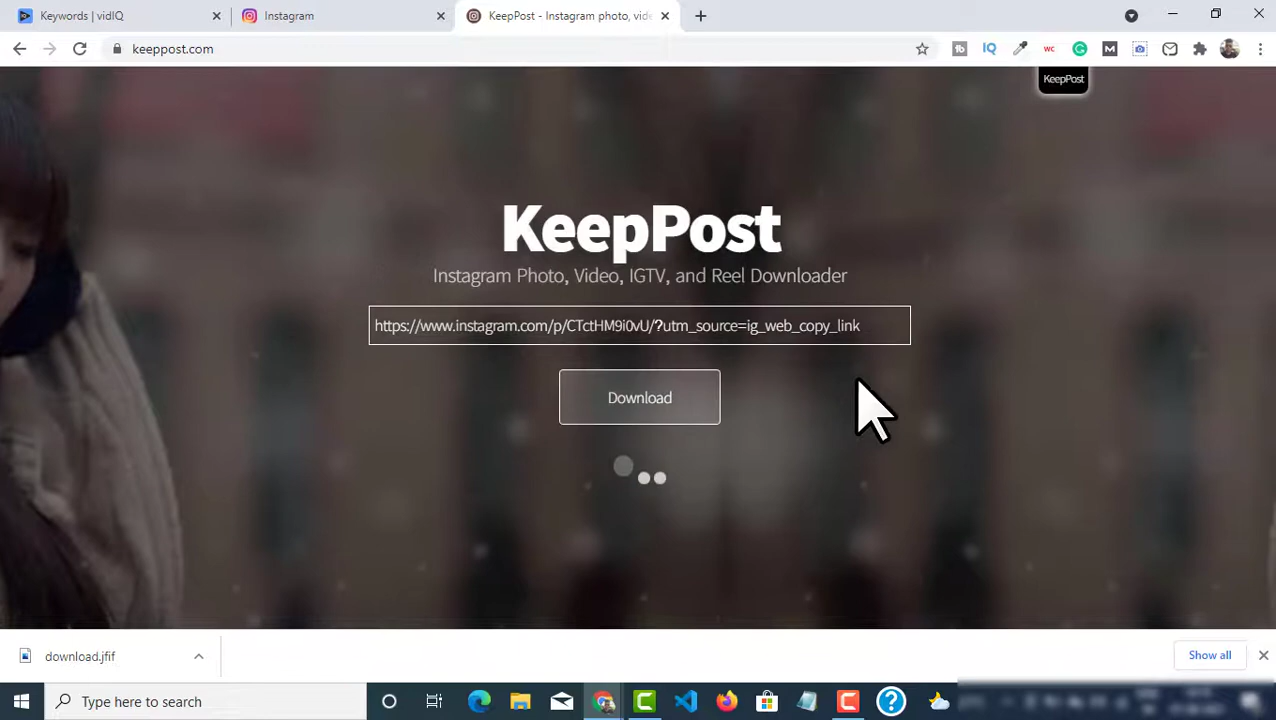 Keywords | vidIQ
Instagram
KeepPost - Instagram photo, vide
keeppost.com
KeepPost
KeepPost
Instagram Photo, Video, IGTV, and Reel Downloader
https://www.instagram.com/p/CTctHM9i0vU/?utm_source=ig_web_copy_link
Download
download.jfif
Show all
Type here to search